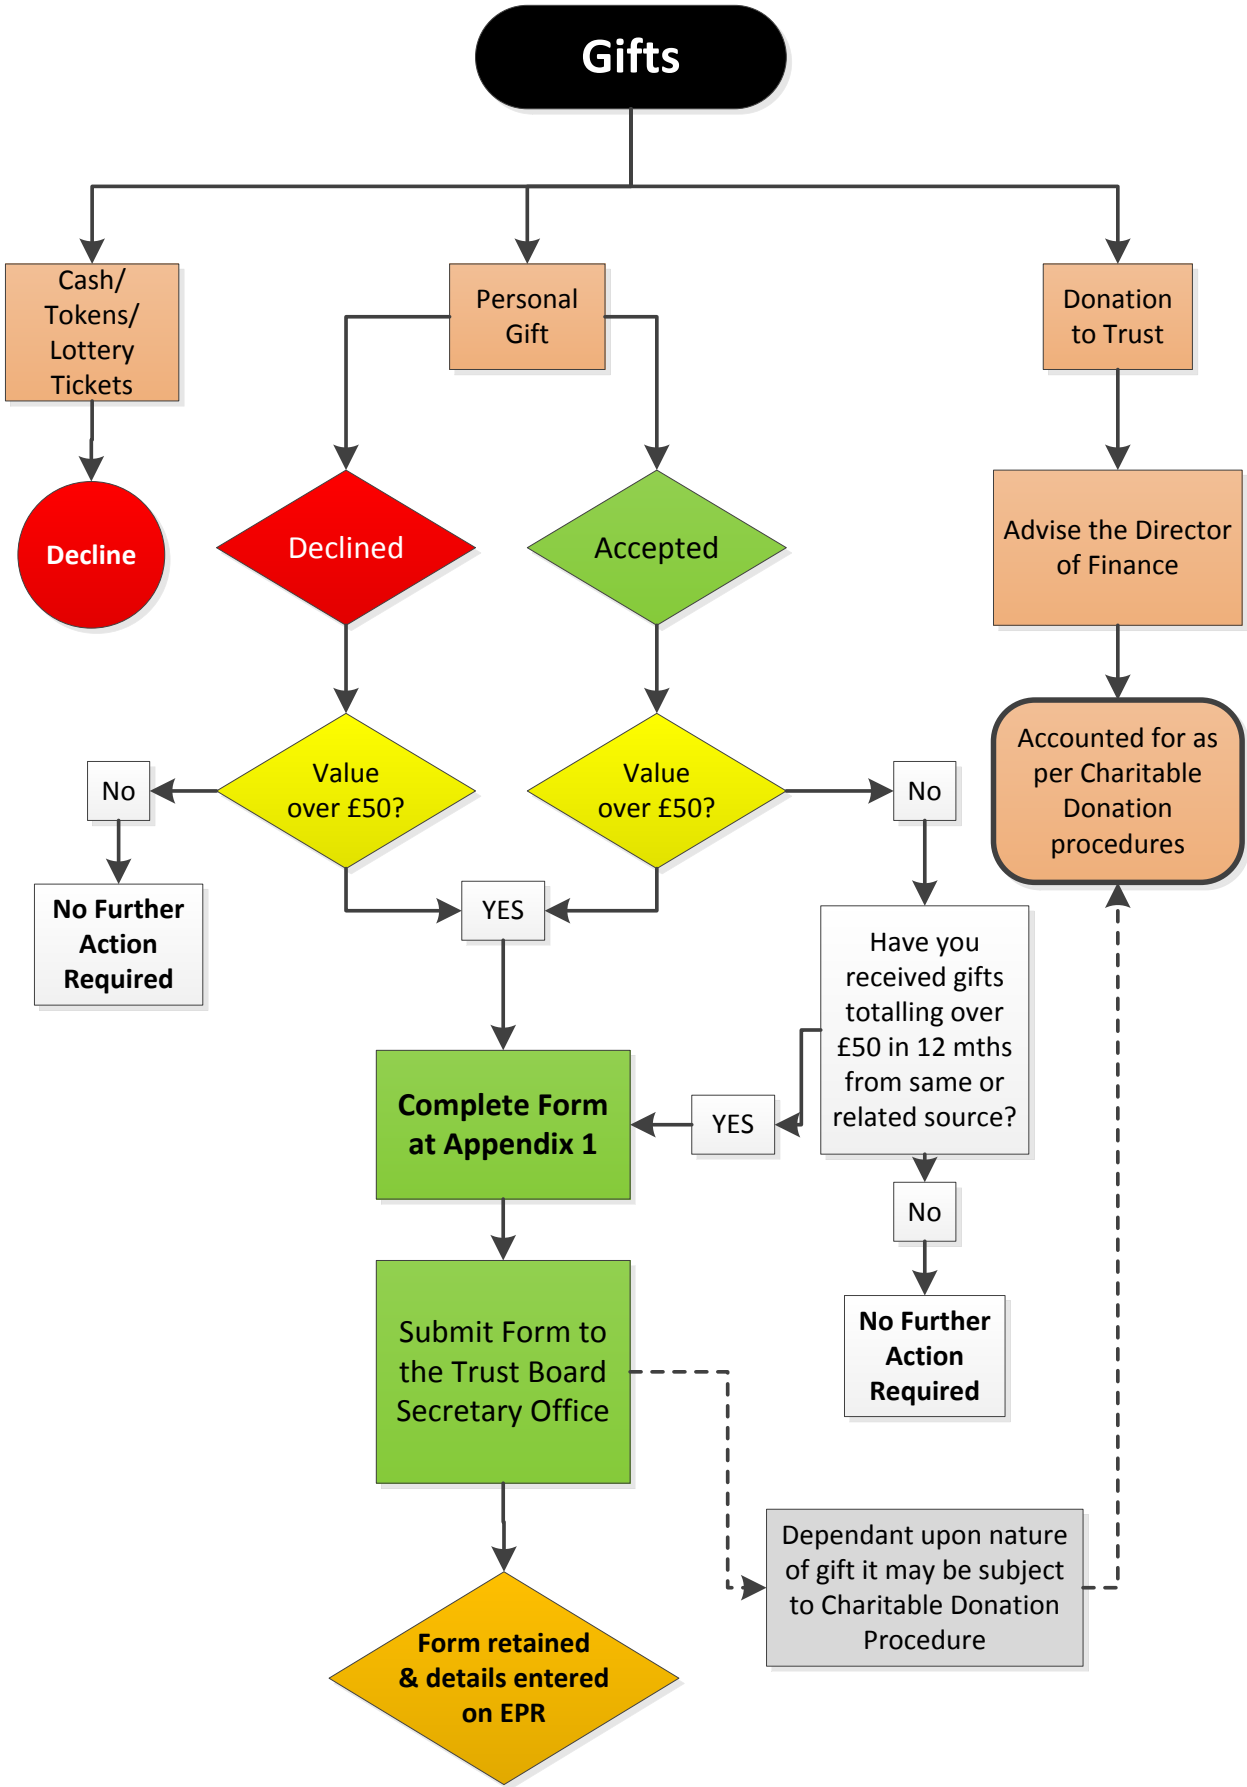 Gifts
Cash/
Tokens/
Lottery
Tickets
Personal
Gift
Donation
to Trust
Decline
Declined
Accepted
Advise the Director
of Finance
No
Value
over £50?
Value
over £50?
No
Accounted for as
per Charitable
Donation
procedures
No Further
Action
Required
YES
Have you
received gifts
totalling over
£50 in 12 mths
from same or
related source?
Complete Form
at Appendix 1
YES
No
Submit Form to
the Trust Board
Secretary Office
No Further
Action
Required
Dependant upon nature
of gift it may be subject
to Charitable Donation
Procedure
Form retained
& details entered
on EPR